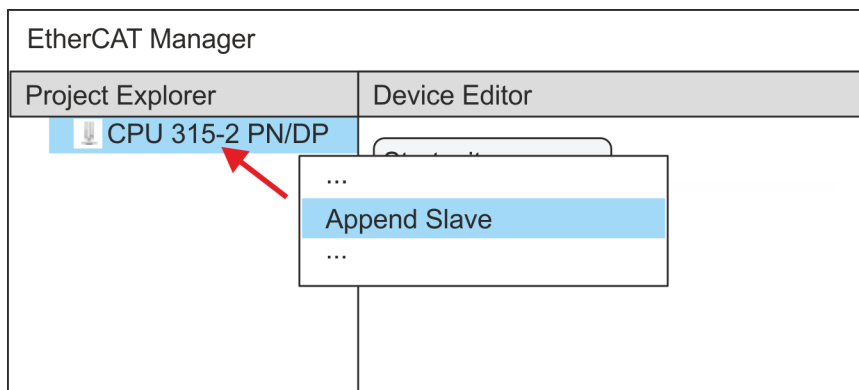 EtherCAT Manager
Project Explorer
Device Editor
CPU 315-2 PN/DP
...
Append Slave
...